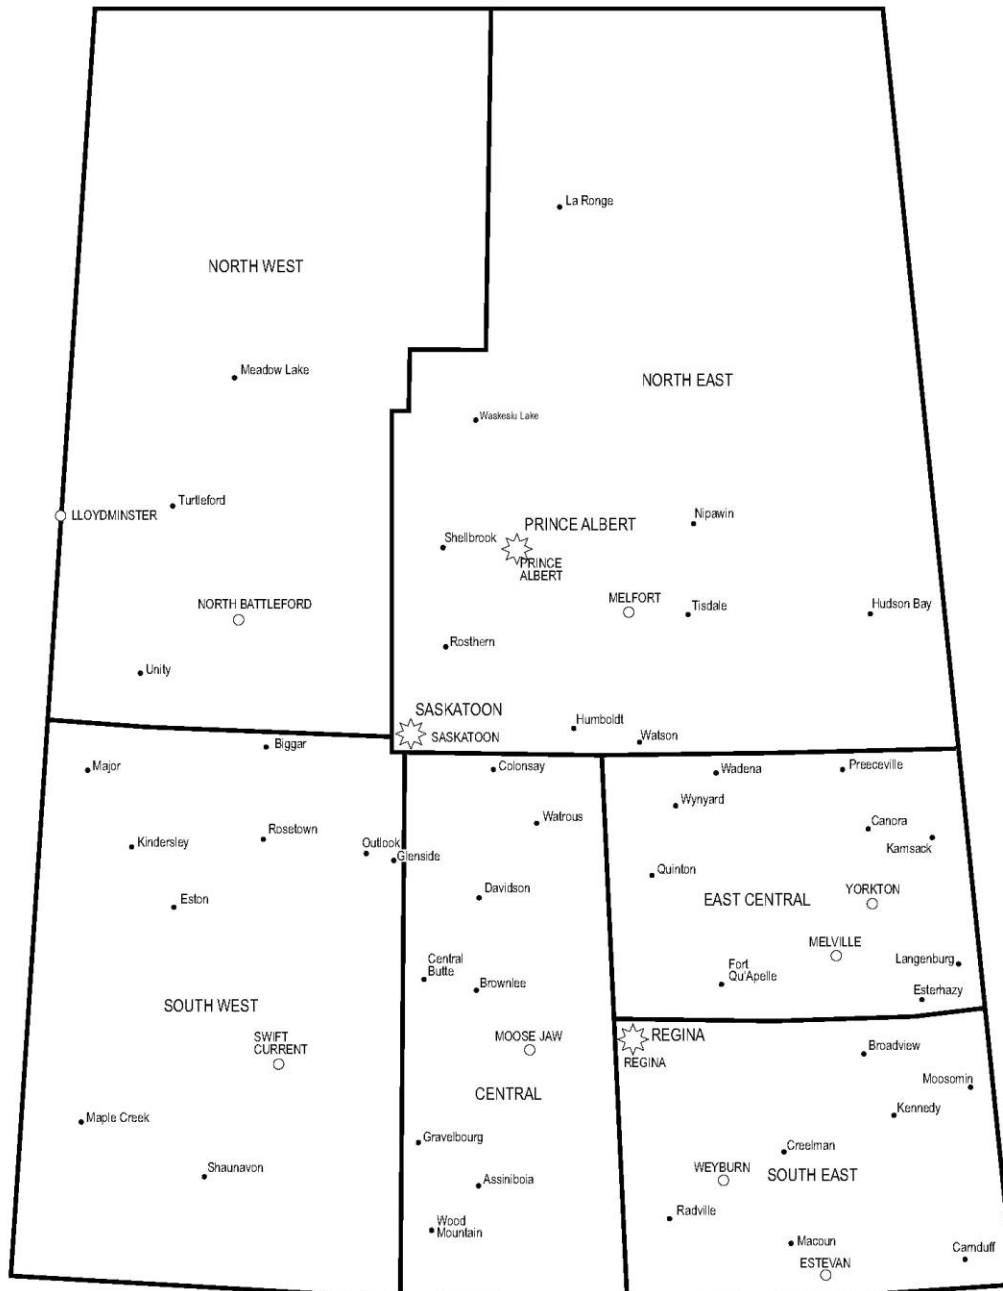 La Ronge
NORTH WEST
Meadow Lake
NORTH EAST
Waskesiu Lake
Turtleford
LLOYDMINSTER
Nipawin
PRINCE ALBERT
Shellbrook
PRINCE
ALBERT
NORTH BATTLEFORD
MELFORT
Tisdale
Hudson Bay
Rosthern
Unity
SASKATOON
SASKATOON
Humboldt
Watson
Biggar
Major
Colonsay
Wadena
Preeceville
Wynyard
Watrous
Canora
Kamsack
Rosetown
Kindersley
Outlook
Glenside
Quinton
Davidson
Eston
EAST CENTRAL
YORKTON
MELVILLE
Central
Butte
Fort
Qu'Apelle
Langenburg
Brownlee
Esterhazy
SOUTH WEST
SWIFT
CURRENT
MOOSE JAW
REGINA
REGINA
Broadview
Moosomin
CENTRAL
Kennedy
Maple Creek
Gravelbourg
Creelman
WEYBURN
SOUTH EAST
Shaunavon
Assiniboia
Radville
Wood
Mountain
Macoun
Carnduff
ESTEVAN